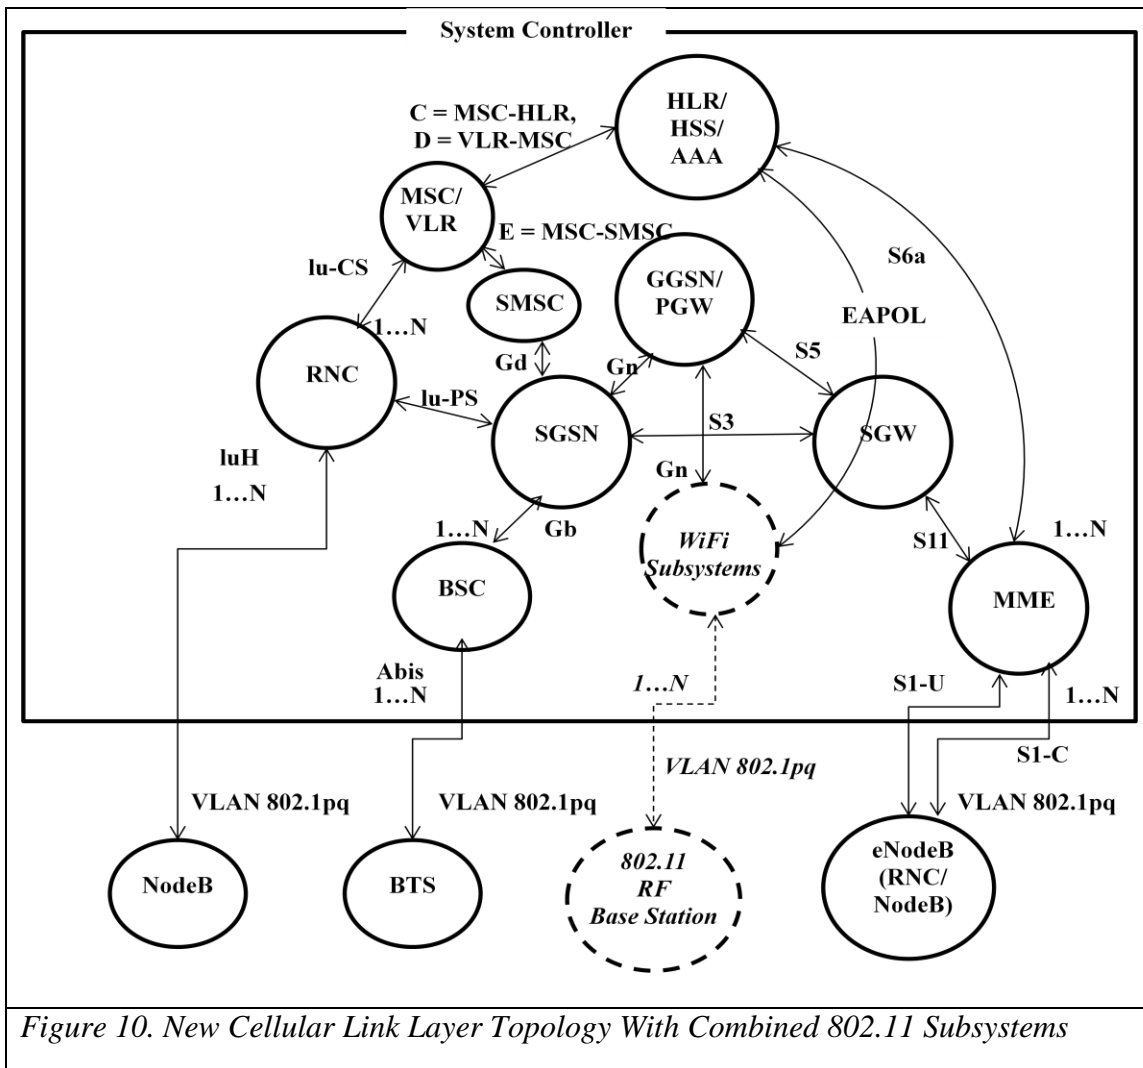 System Controller
HLR/
HSS/
AAA
C = MSC-HLR,
D = VLR-MSC
MSC/
VLR
E = MSC-SMSC
S6a
lu-CS
GGSN/
PGW
SMSC
EAPOL
1…N
S5
RNC
Gd
Gn
lu-PS
S3
SGSN
SGW
luH
Gn
1…N
1…N
Gb
WiFi
Subsystems
S11
1…N
BSC
MME
Abis
1…N
1…N
S1-U
1…N
S1-C
VLAN 802.1pq
VLAN 802.1pq
VLAN 802.1pq
VLAN 802.1pq
NodeB
BTS
802.11
RF
Base Station
eNodeB
(RNC/
NodeB)
Figure 10. New Cellular Link Layer Topology With Combined 802.11 Subsystems